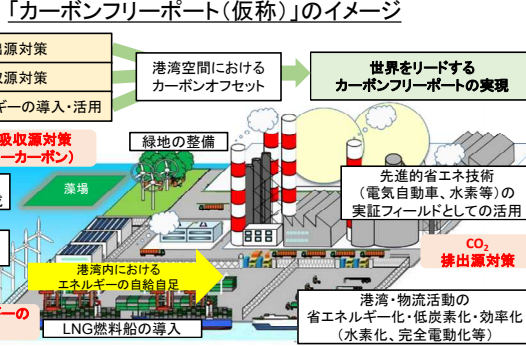 「カーボンフリーポート(仮称)」のイメージ
出源対策
収源対策
ギーの導入・活用
港湾空間における
カーボンオフセット
世界をリードする
カーボンフリーポートの実現
吸収源対策
ーカーボン)
緑地の整備
藻場
先進的省エネ技術
(電気自動車、水素等)の
実証フィールドとしての活用
CO2
排出源対策
港湾内における
エネルギーの自給自足
ーの
LNG燃料船の導入
港湾・物流活動の
省エネルギー化・低炭素化・効率化
(水素化、完全電動化等)